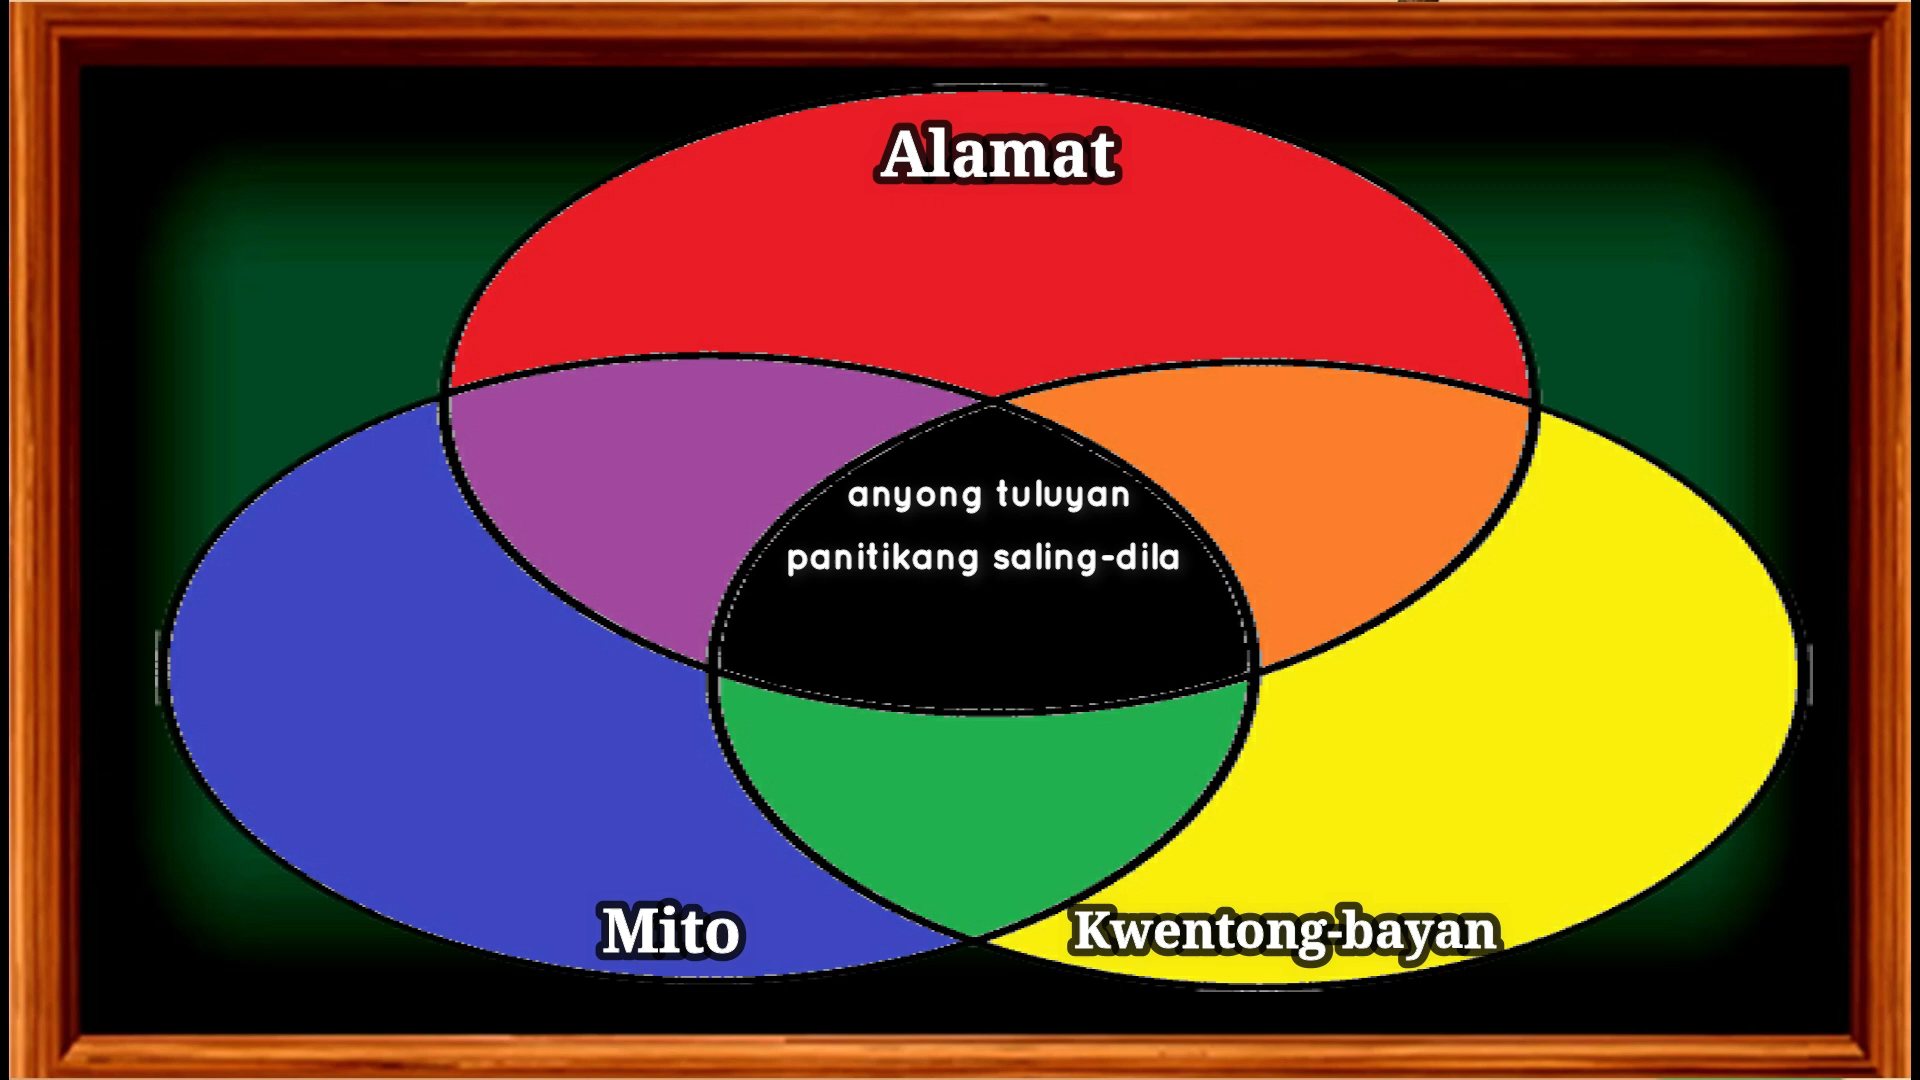 Alamat
anyong tuluyan
panitikang saling-dila
Mito
Kwentong-bayan